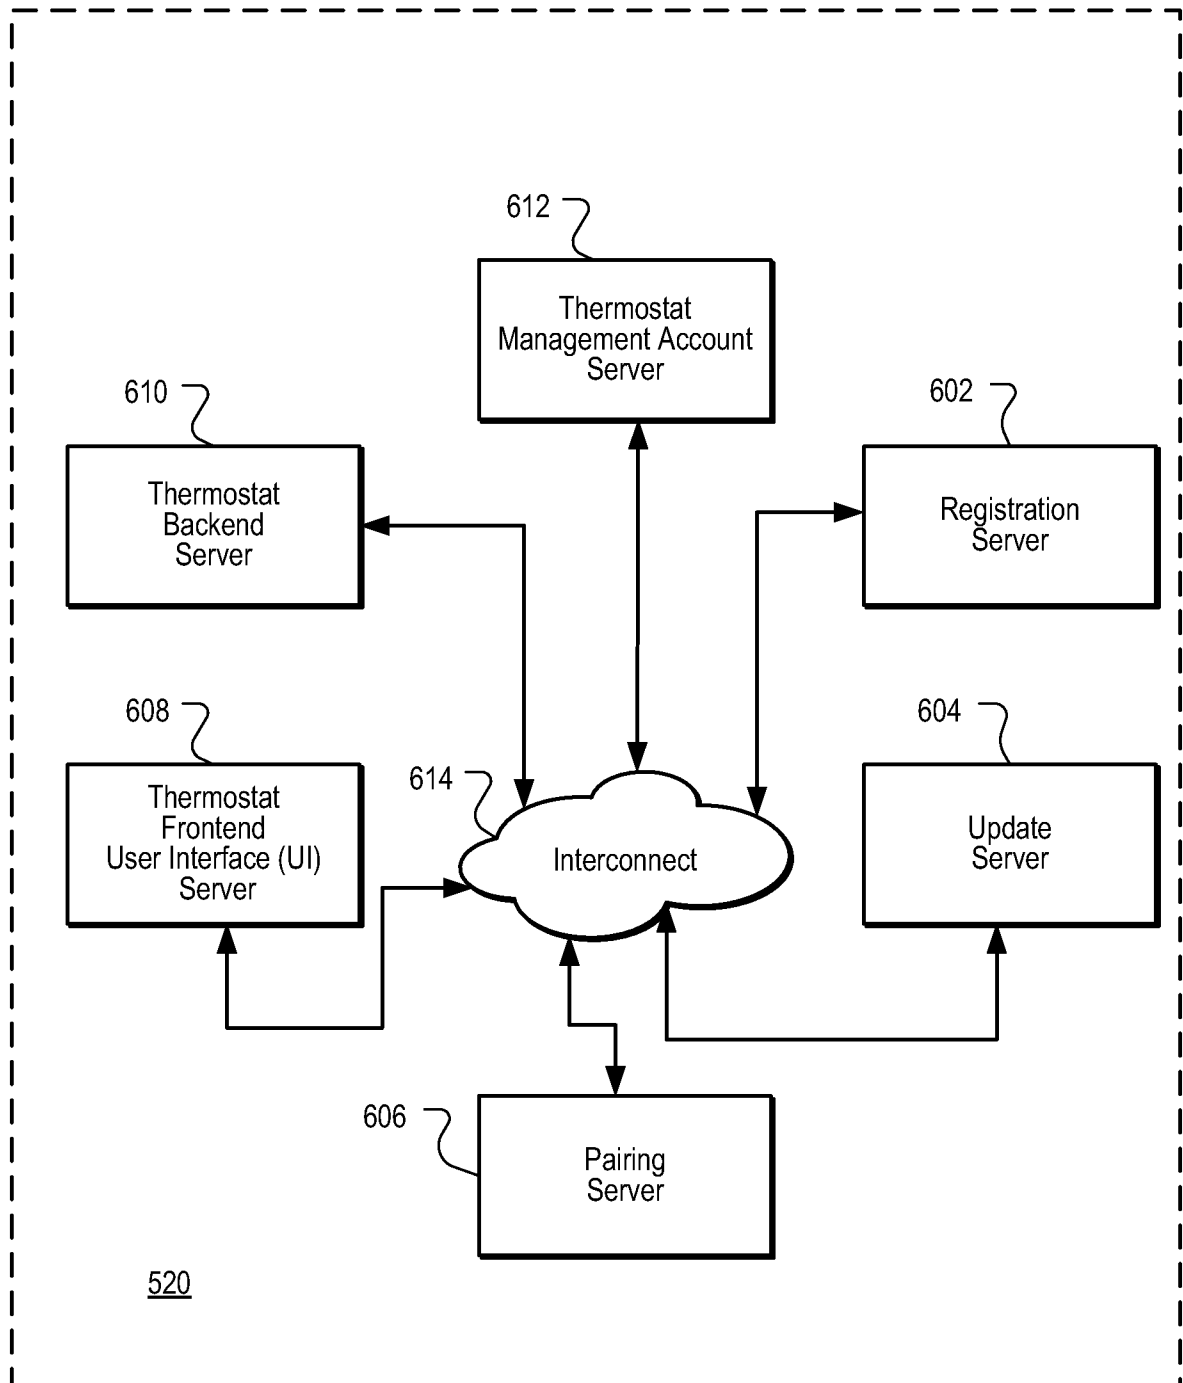 612
Thermostat
Management Account
Server
610
Thermostat
Backend
Server
602
Registration
Server
608
Thermostat
Frontend
User Interface (UI)
Server
614
Interconnect
604
Update
Server
606
Pairing
Server
520